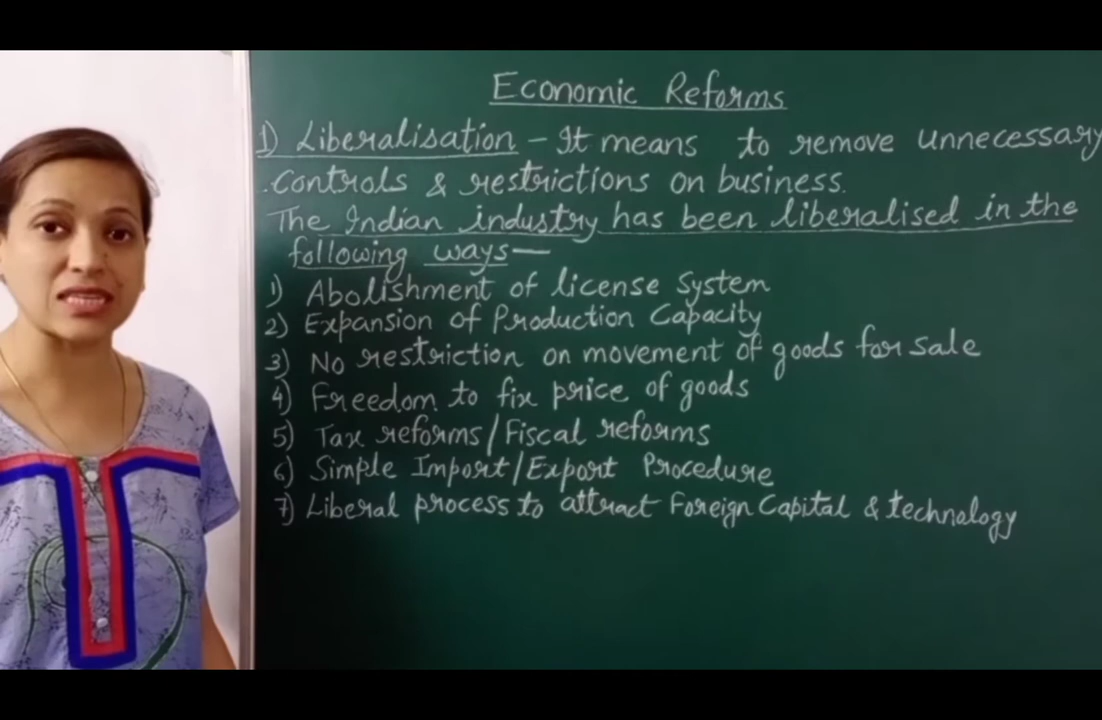 Economic Reforms
1) Liberalisation - It means to remove unnecessary
controls & restrictions on business.
The Indian industry has been liberalised in the
following ways—
1) Abolishment of license System
2) Expansion of Production Capacity
3) No restriction on movement of goods for sale
4) Freedom to fix price of goods
5) Tax reforms/Fiscal reforms
6) Simple Import/Export Procedure
7) Liberal process to attract Foreign Capital & technology